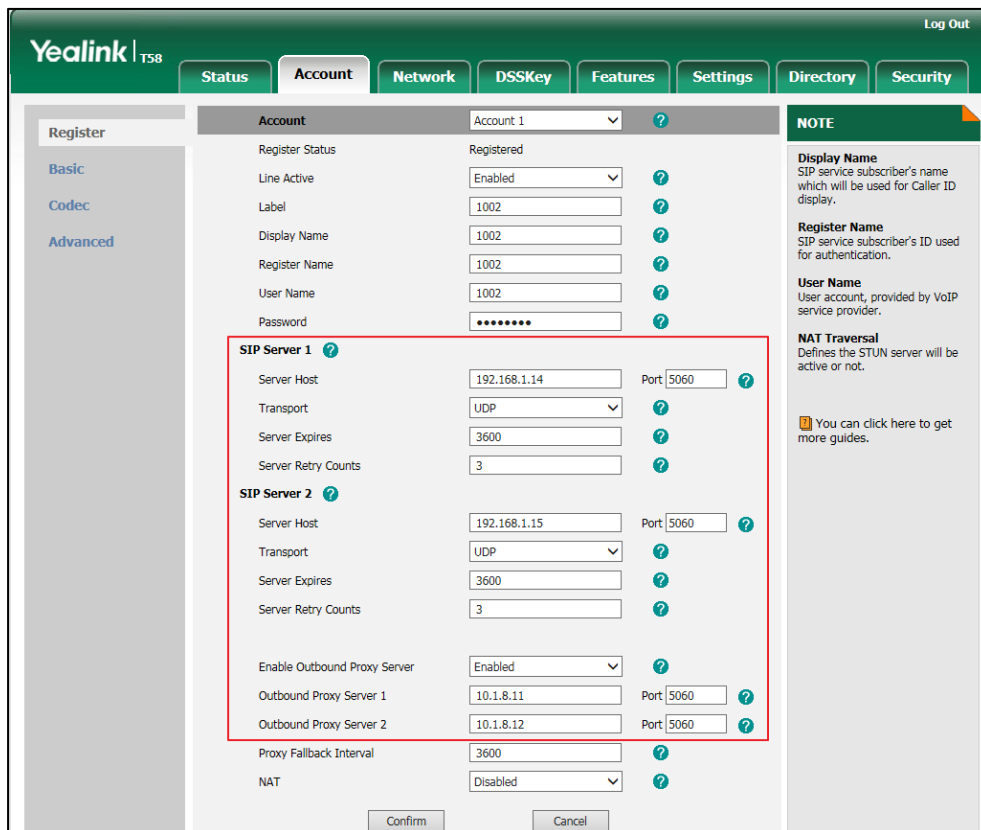 Log Out
Yealink | T58
Status Account Network DSSKey Features Settings Directory Security
Register
Basic
Codec
Advanced
Account Account 1 ?
Register Status Registered
Line Active Enabled ?
Label 1002 ?
Display Name 1002 ?
Register Name 1002 ?
User Name 1002 ?
Password •••••••• ?
SIP Server 1 ?
Server Host 192.168.1.14 Port 5060 ?
Transport UDP ?
Server Expires 3600 ?
Server Retry Counts 3 ?
SIP Server 2 ?
Server Host 192.168.1.15 Port 5060 ?
Transport UDP ?
Server Expires 3600 ?
Server Retry Counts 3 ?
Enable Outbound Proxy Server Enabled ?
Outbound Proxy Server 1 10.1.8.11 Port 5060 ?
Outbound Proxy Server 2 10.1.8.12 Port 5060 ?
Proxy Fallback Interval 3600 ?
NAT Disabled ?
Confirm Cancel
NOTE
Display Name
SIP service subscriber's name
which will be used for Caller ID
display.
Register Name
SIP service subscriber's ID used
for authentication.
User Name
User account, provided by VoIP
service provider.
NAT Traversal
Defines the STUN server will be
active or not.
? You can click here to get
more guides.